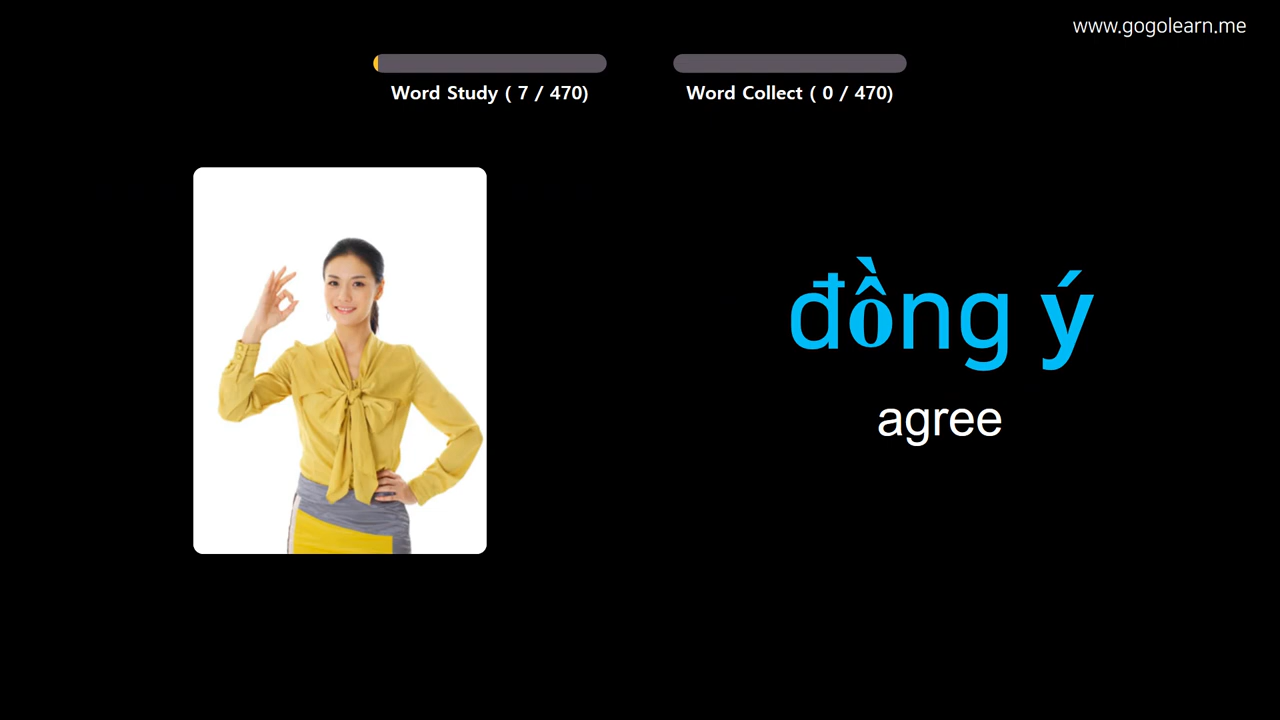 www.gogolearn.me
Word Study ( 7 / 470)
Word Collect ( 0 / 470)
đồng ý
agree